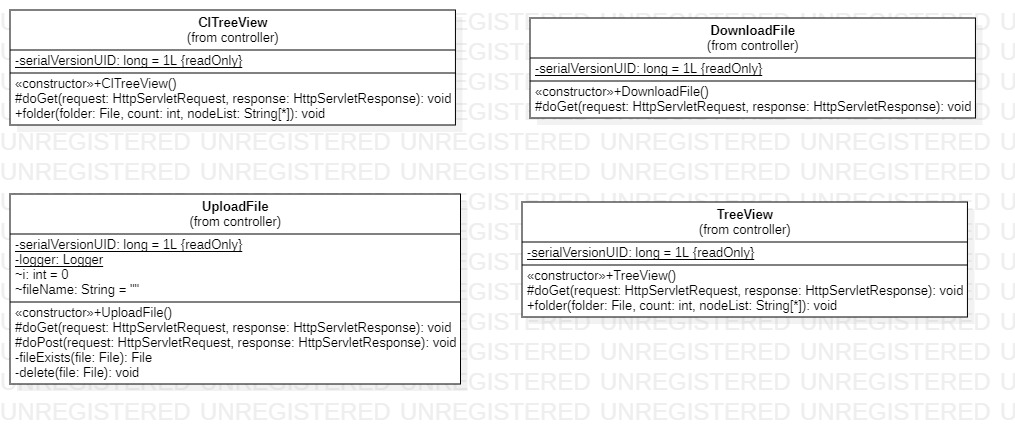 CITreeView
(from controller)
-serialVersionUID: long = 1L {readOnly}
«constructor»+CITreeView()
#doGet(request: HttpServletRequest, response: HttpServletResponse): void
+folder(folder: File, count: int, nodeList: String[*]): void
DownloadFile
(from controller)
-serialVersionUID: long = 1L {readOnly}
«constructor»+DownloadFile()
#doGet(request: HttpServletRequest, response: HttpServletResponse): void
UploadFile
(from controller)
-serialVersionUID: long = 1L {readOnly}
-logger: Logger
~i: int = 0
~fileName: String = ""
«constructor»+UploadFile()
#doGet(request: HttpServletRequest, response: HttpServletResponse): void
#doPost(request: HttpServletRequest, response: HttpServletResponse): void
-fileExists(file: File): File
-delete(file: File): void
TreeView
(from controller)
-serialVersionUID: long = 1L {readOnly}
«constructor»+TreeView()
#doGet(request: HttpServletRequest, response: HttpServletResponse): void
+folder(folder: File, count: int, nodeList: String[*]): void
UNREGISTERED UNREGISTERED UNREGISTERED UNREGISTERED UNREGISTERED
UNREGISTERED UNREGISTERED UNREGISTERED UNREGISTERED UNREGISTERED
UNREGISTERED UNREGISTERED UNREGISTERED UNREGISTERED UNREGISTERED